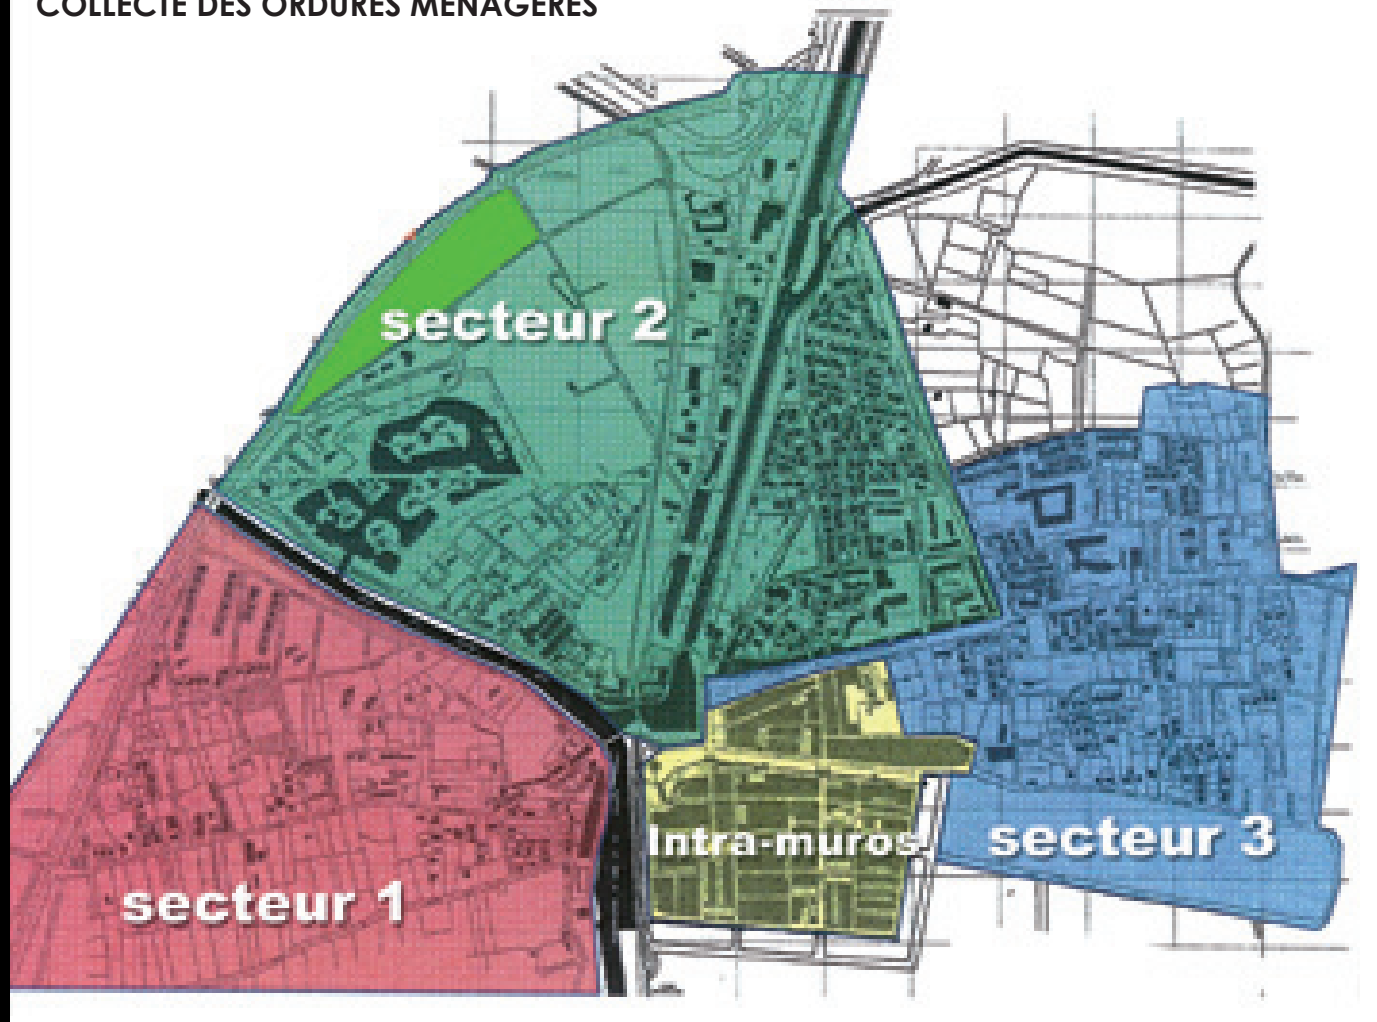 COLLECTE DES ORDURES MÉNAGÈRES
secteur 2
Intra-muros
secteur 3
secteur 1